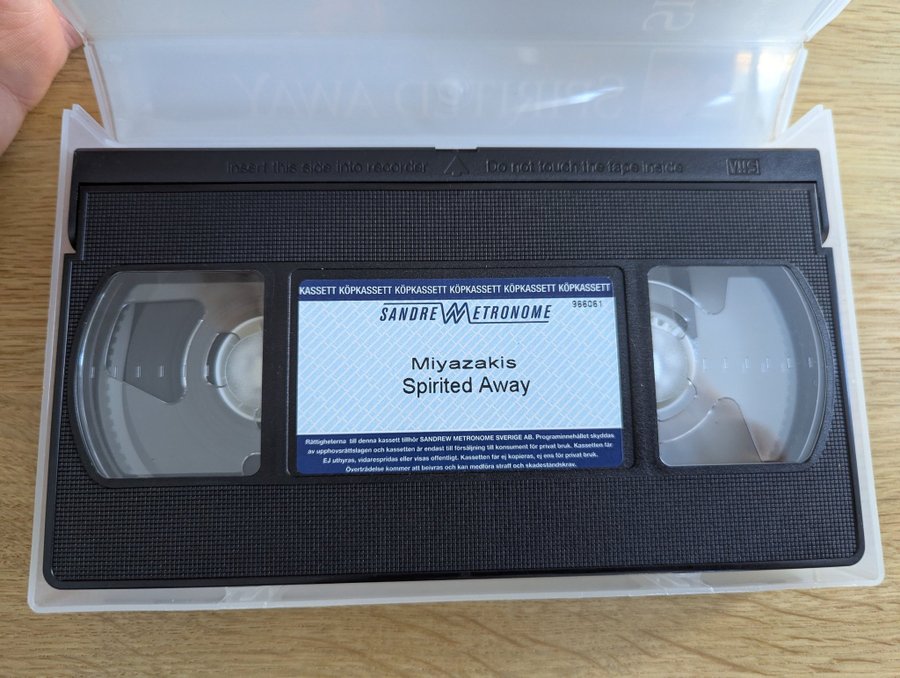 SPIRITED AWAY
Insert this side into recorder Do not touch the tape inside VHS
KASSETT KÖPKASSETT KÖPKASSETT KÖPKASSETT KÖPKASSETT KÖPKASSETT
SANDREW METRONOME 366061
Miyazakis
Spirited Away
Rättigheterna till denna kassett tillhör SANDREW METRONOME SVERIGE AB. Programinnehållet skyddas
av upphovsrättslagen och kassetten är endast till försäljning till konsument för privat bruk. Kassetten får
EJ uthyras, vidarespridas eller visas offentligt. Kassetten får ej kopieras, ej ens för privat bruk.
Överträdelse kommer att beivras och kan medföra straff och skadeståndskrav.